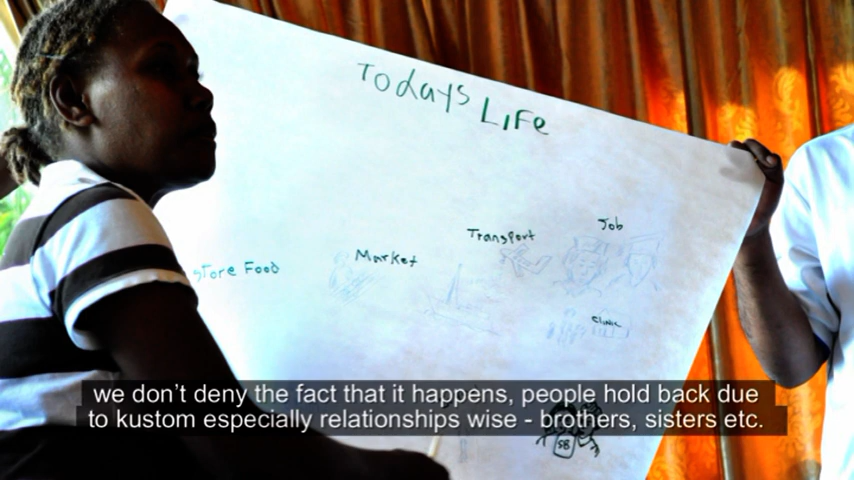 Todays LiFe
Transport
Job
Market
STore Food
CLINIC
SB
we don't deny the fact that it happens, people hold back due
to kustom especially relationships wise - brothers, sisters etc.